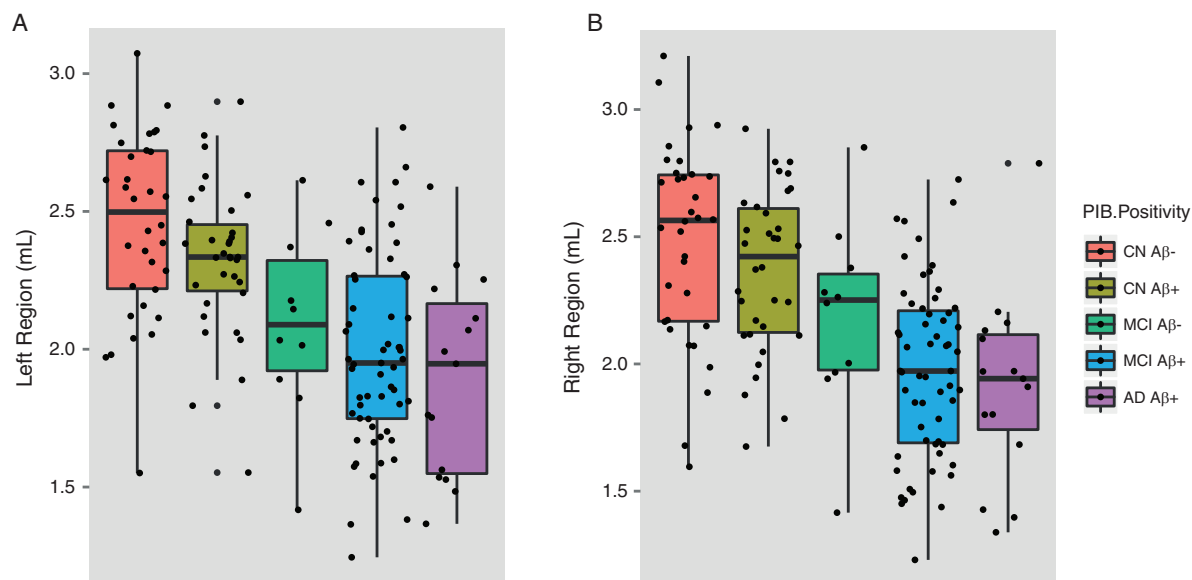 A
Left Region (mL)
3.0
2.5
2.0
1.5
B
Right Region (mL)
3.0
2.5
2.0
1.5
PIB.Positivity
CN Aβ-
CN Aβ+
MCI Aβ-
MCI Aβ+
AD Aβ+